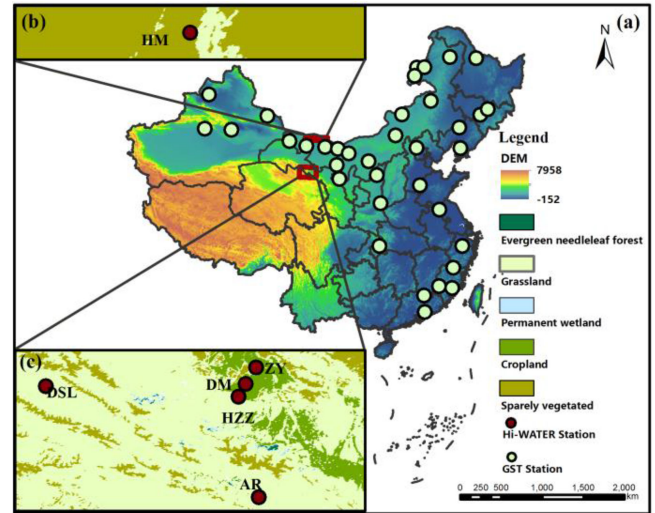 (b)
HM
(a)
N
Legend
DEM
7958
-152
Evergreen needleleaf forest
Grassland
Permanent wetland
Cropland
Sparely vegetated
Hi-WATER Station
GST Station
0 250 500 1,000 1,500 2,000
km
(c)
ZY
DSL
DM
HZZ
AR